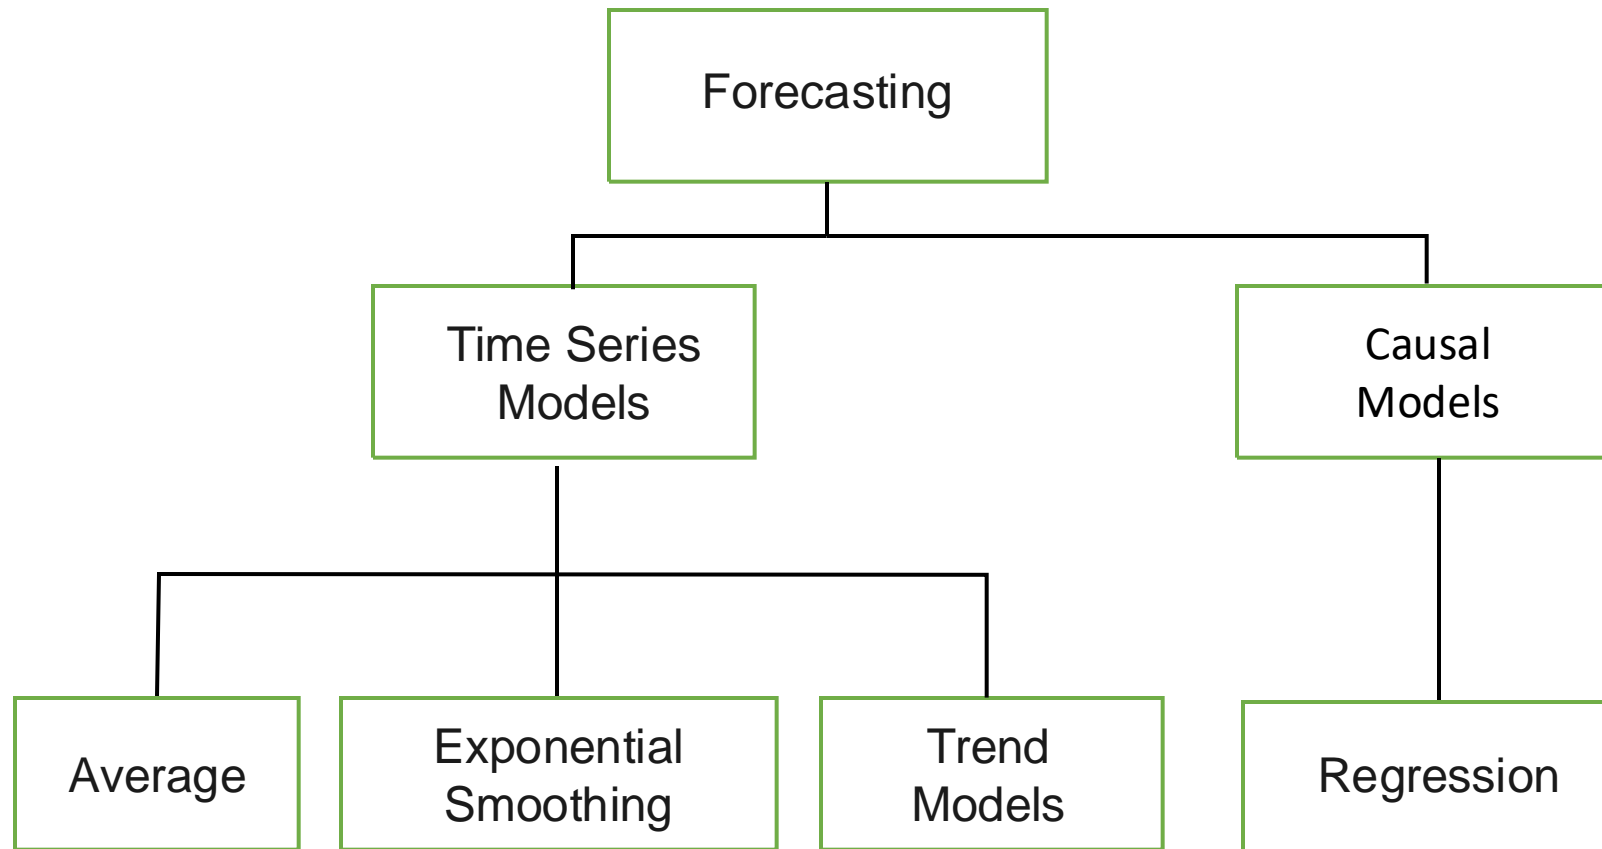 Forecasting
Time Series
Models
Causal
Models
Average
Exponential
Smoothing
Trend
Models
Regression